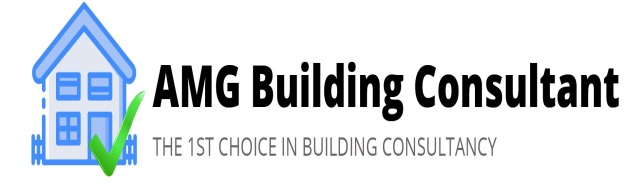 AMG Building Consultant
THE 1ST CHOICE IN BUILDING CONSULTANCY